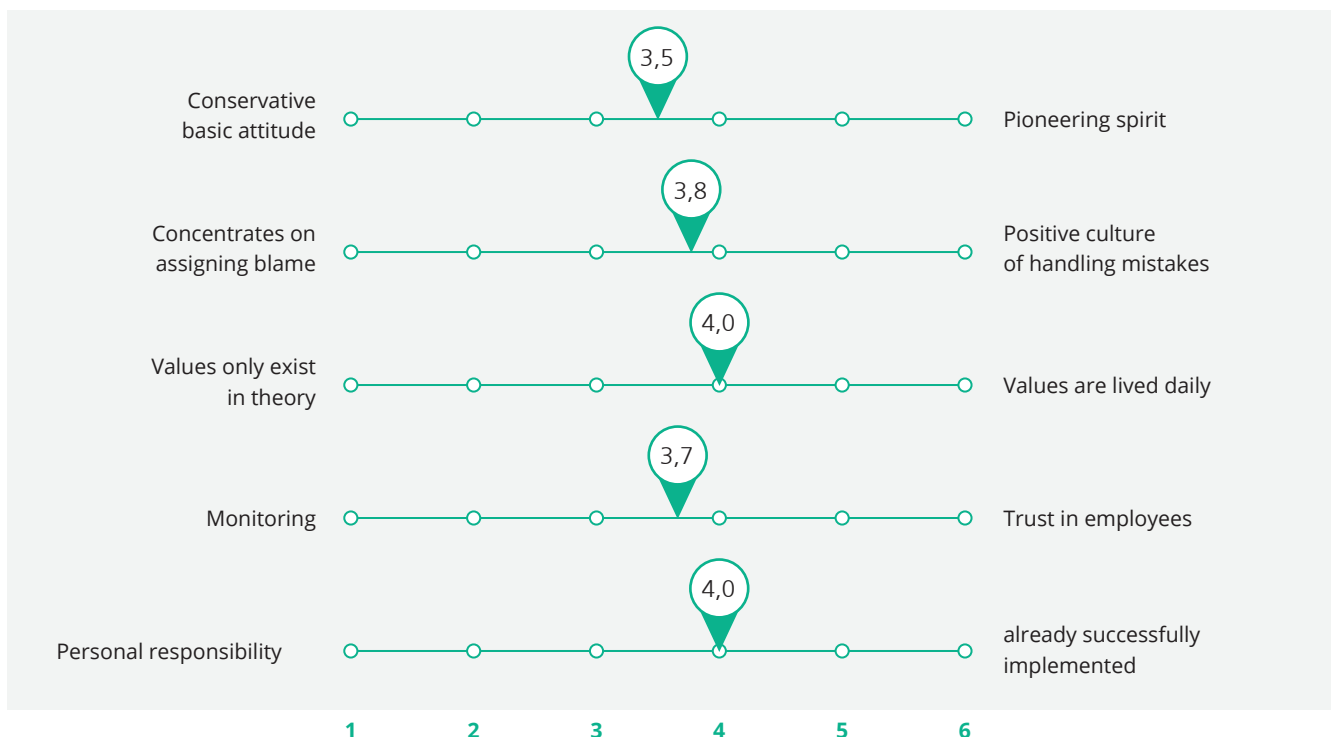 3,5
Conservative
basic attitude
Pioneering spirit
3,8
Concentrates on
assigning blame
Positive culture
of handling mistakes
4,0
Values only exist
in theory
Values are lived daily
3,7
Monitoring
Trust in employees
4,0
Personal responsibility
already successfully
implemented
1 2 3 4 5 6